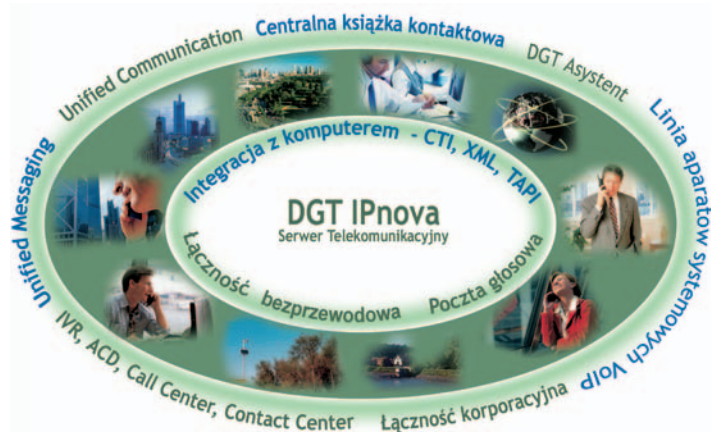 Unified Messaging
Unified Communication
Centralna książka kontaktowa
DGT Asystent
Linia aparatów systemowych VoIP
Integracja z komputerem - CTI, XML, TAPI
DGT IPnova
Serwer Telekomunikacyjny
Łączność bezprzewodowa
Poczta głosowa
IVR, ACD, Call Center, Contact Center
Łączność korporacyjna